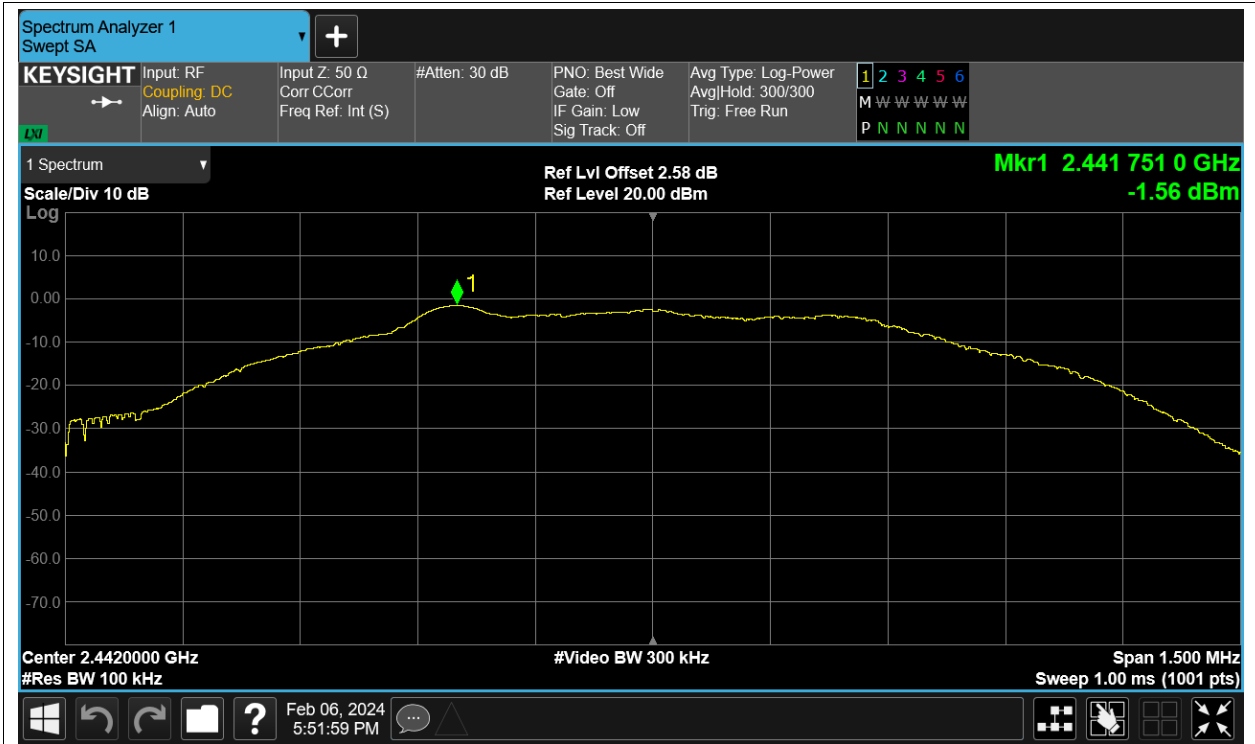 Spectrum Analyzer 1
Swept SA
+
KEYSIGHT
LXI
Input: RF
Coupling: DC
Align: Auto
Input Z: 50 Ω
Corr CCorr
Freq Ref: Int (S)
#Atten: 30 dB
PNO: Best Wide
Gate: Off
IF Gain: Low
Sig Track: Off
Avg Type: Log-Power
Avg|Hold: 300/300
Trig: Free Run
1 2 3 4 5 6
M W W W W W
P N N N N N
1 Spectrum
Scale/Div 10 dB
Log
Ref Lvl Offset 2.58 dB
Ref Level 20.00 dBm
Mkr1 2.441 751 0 GHz
-1.56 dBm
1
10.0
0.00
-10.0
-20.0
-30.0
-40.0
-50.0
-60.0
-70.0
Center 2.4420000 GHz
#Video BW 300 kHz
Span 1.500 MHz
#Res BW 100 kHz
Sweep 1.00 ms (1001 pts)
?
Feb 06, 2024
5:51:59 PM